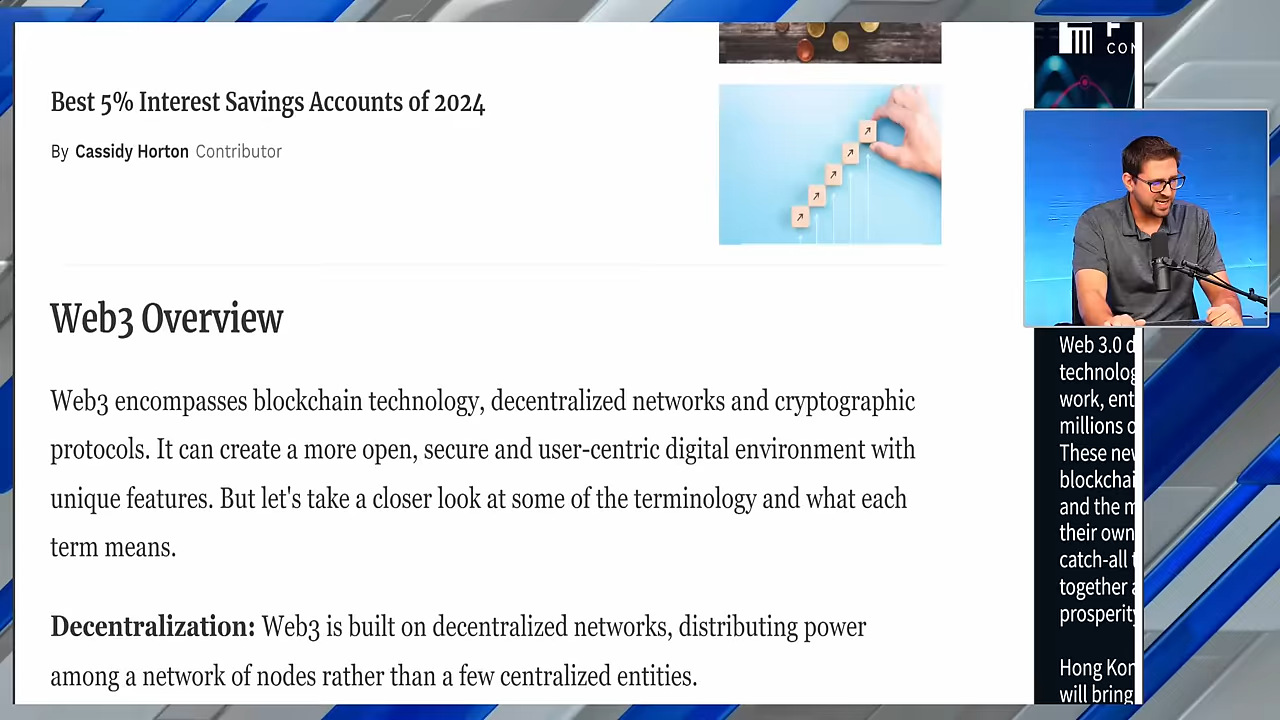 Best 5% Interest Savings Accounts of 2024
By Cassidy Horton Contributor
Web3 Overview
Web3 encompasses blockchain technology, decentralized networks and cryptographic
protocols. It can create a more open, secure and user-centric digital environment with
unique features. But let's take a closer look at some of the terminology and what each
term means.
Decentralization: Web3 is built on decentralized networks, distributing power
among a network of nodes rather than a few centralized entities.
Web 3.0
work,
millions
These
and the
their own
catch-all
together
prosperity
Hong
will bring